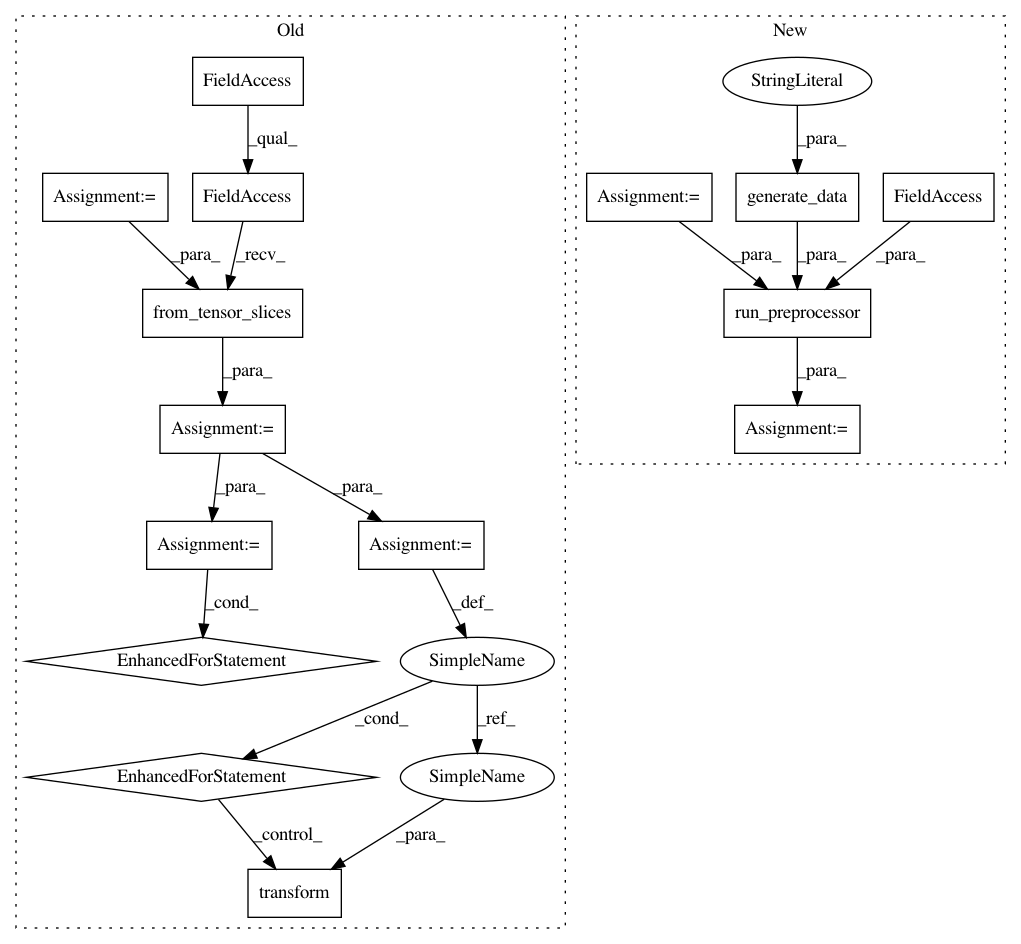 Old
New
FieldAccess
StringLiteral
_qual_
_para_
Assignment:=
FieldAccess
Assignment:=
generate_data
FieldAccess
_para_
_recv_
_para_
_para_
_para_
from_tensor_slices
run_preprocessor
_para_
_para_
Assignment:=
Assignment:=
_para_
_para_
Assignment:=
Assignment:=
_cond_
_def_
EnhancedForStatement
SimpleName
_cond_
_ref_
EnhancedForStatement
SimpleName
_control_
_para_
transform